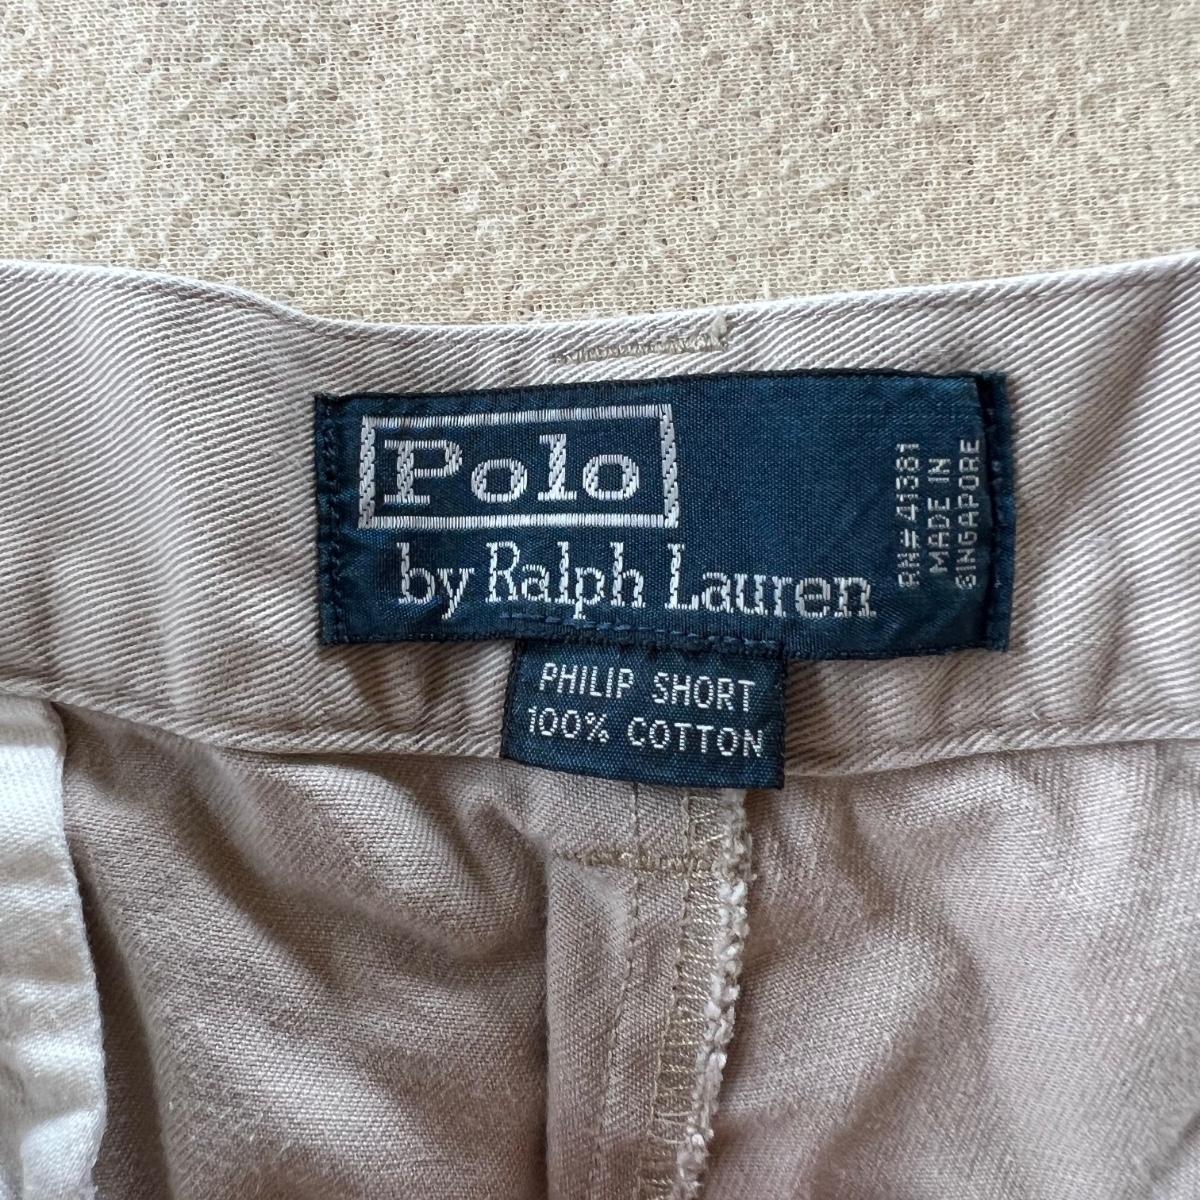 Polo
by Ralph Lauren
RN# 41381
MADE IN
SINGAPORE
PHILIP SHORT
100% COTTON